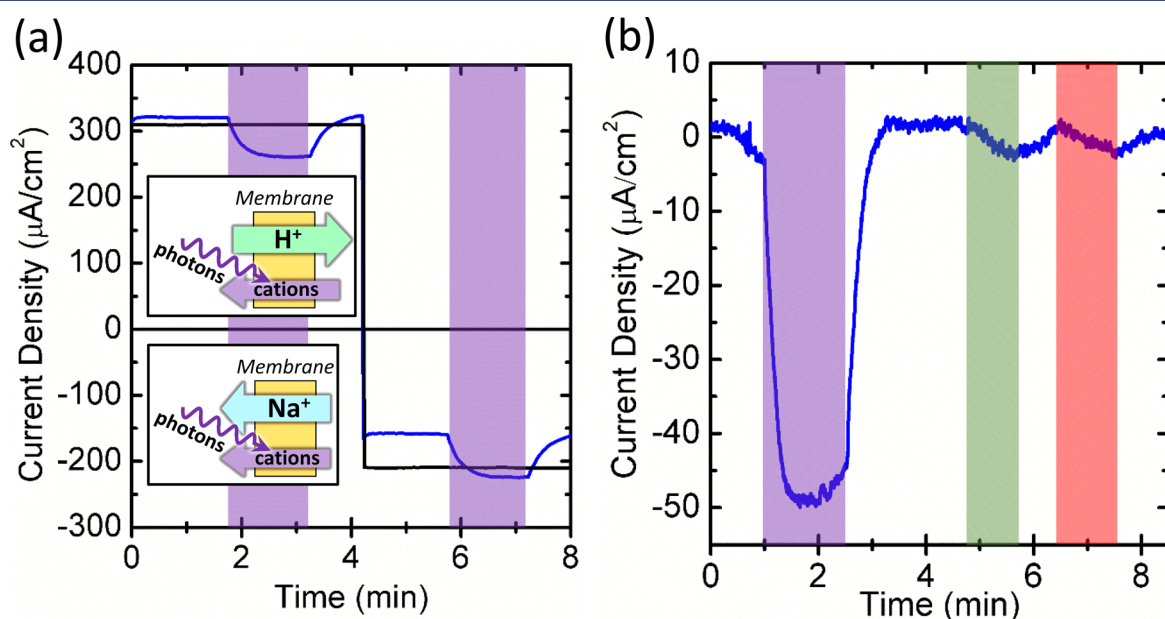 (a)
Current Density (μA/cm²)
400
300
200
100
0
-100
-200
-300
0
2
4
6
8
Time (min)
Membrane
H⁺
photons
cations
Membrane
Na⁺
photons
cations
(b)
Current Density (μA/cm²)
10
0
-10
-20
-30
-40
-50
0
2
4
6
8
Time (min)